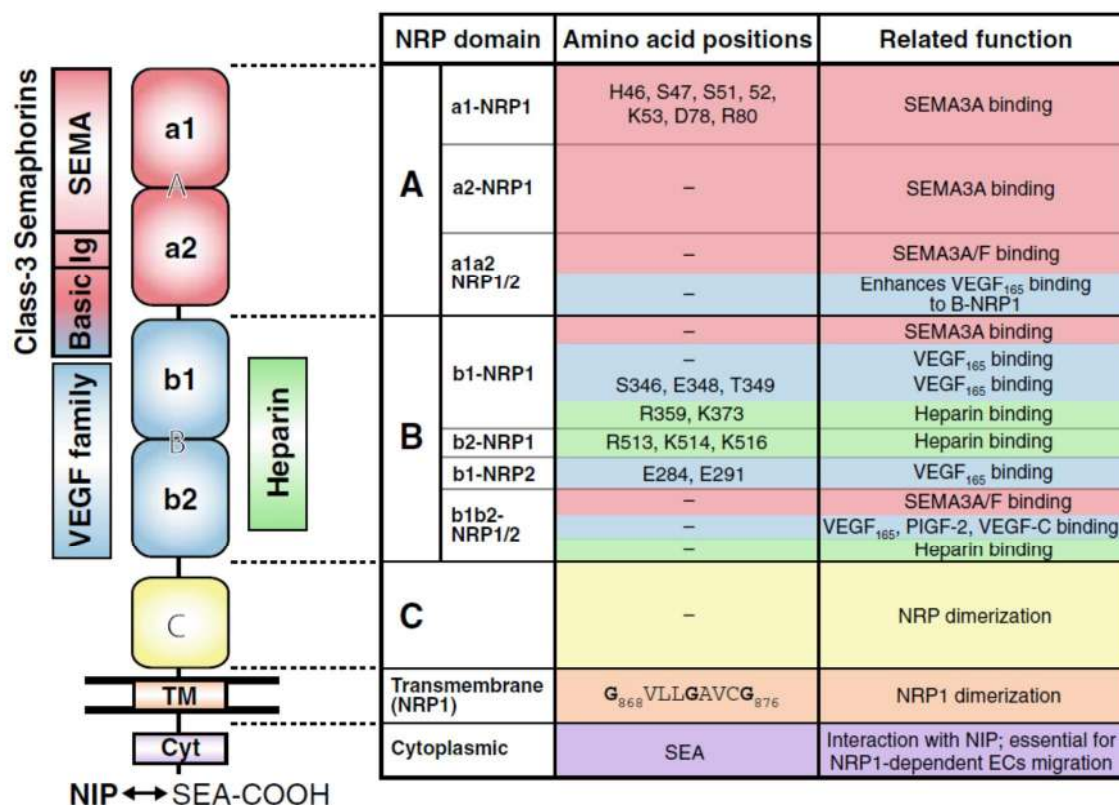 Class-3 Semaphorins
SEMA
Ig
Basic
VEGF family
a1
A
a2
b1
B
b2
Heparin
C
TM
Cyt
NIP ↔ SEA-COOH
NRP domain Amino acid positions Related function
A
a1-NRP1 H46, S47, S51, 52, SEMA3A binding
K53, D78, R80
a2-NRP1 – SEMA3A binding
a1a2 – SEMA3A/F binding
NRP1/2 – Enhances VEGF165 binding
to B-NRP1
B
– SEMA3A binding
b1-NRP1 – VEGF165 binding
S346, E348, T349 VEGF165 binding
R359, K373 Heparin binding
b2-NRP1 R513, K514, K516 Heparin binding
b1-NRP2 E284, E291 VEGF165 binding
b1b2- – SEMA3A/F binding
NRP1/2 – VEGF165, PIGF-2, VEGF-C binding
– Heparin binding
C – NRP dimerization
Transmembrane G868VLLGAVCG876 NRP1 dimerization
(NRP1)
Cytoplasmic SEA Interaction with NIP; essential for
NRP1-dependent ECs migration